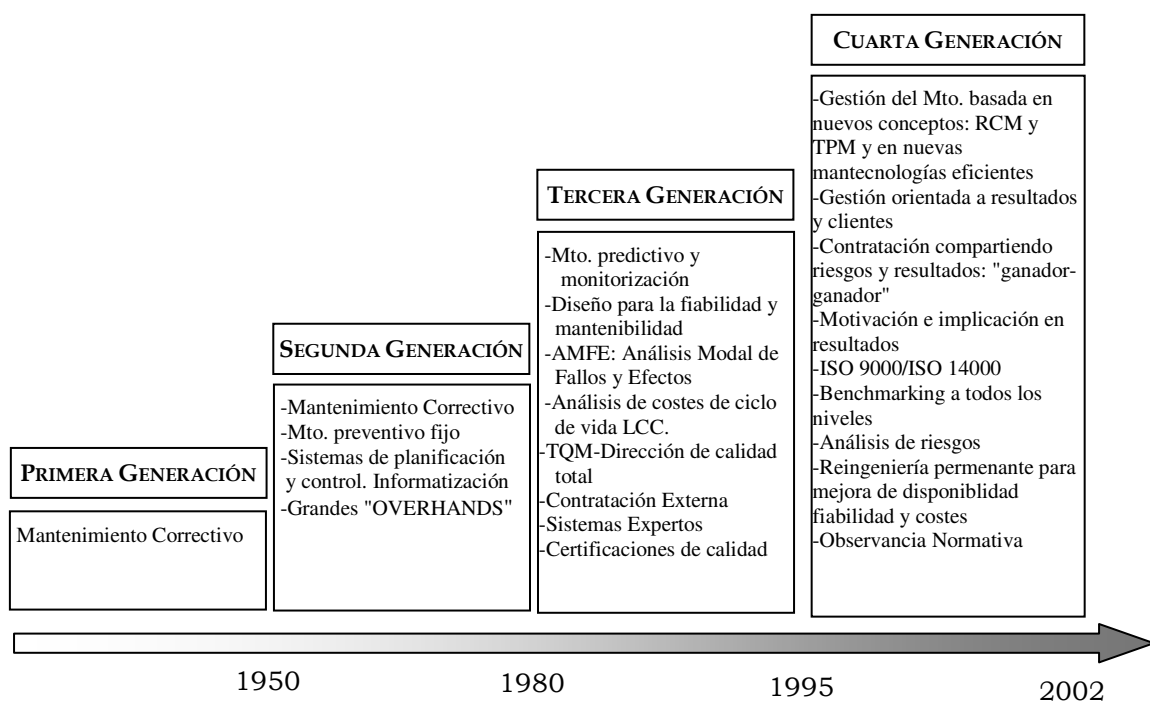 PRIMERA GENERACIÓN
Mantenimiento Correctivo
SEGUNDA GENERACIÓN
-Mantenimiento Correctivo
-Mto. preventivo fijo
-Sistemas de planificación
y control. Informatización
-Grandes "OVERHANDS"
TERCERA GENERACIÓN
-Mto. predictivo y
monitorización
-Diseño para la fiabilidad y
mantenibilidad
-AMFE: Análisis Modal de
Fallos y Efectos
-Análisis de costes de ciclo
de vida LCC.
-TQM-Dirección de calidad
total
-Contratación Externa
-Sistemas Expertos
-Certificaciones de calidad
CUARTA GENERACIÓN
-Gestión del Mto. basada en
nuevos conceptos: RCM y
TPM y en nuevas
mantecnologías eficientes
-Gestión orientada a resultados
y clientes
-Contratación compartiendo
riesgos y resultados: "ganador-
ganador"
-Motivación e implicación en
resultados
-ISO 9000/ISO 14000
-Benchmarking a todos los
niveles
-Análisis de riesgos
-Reingeniería permenante para
mejora de disponiblidad
fiabilidad y costes
-Observancia Normativa
1950
1980
1995
2002